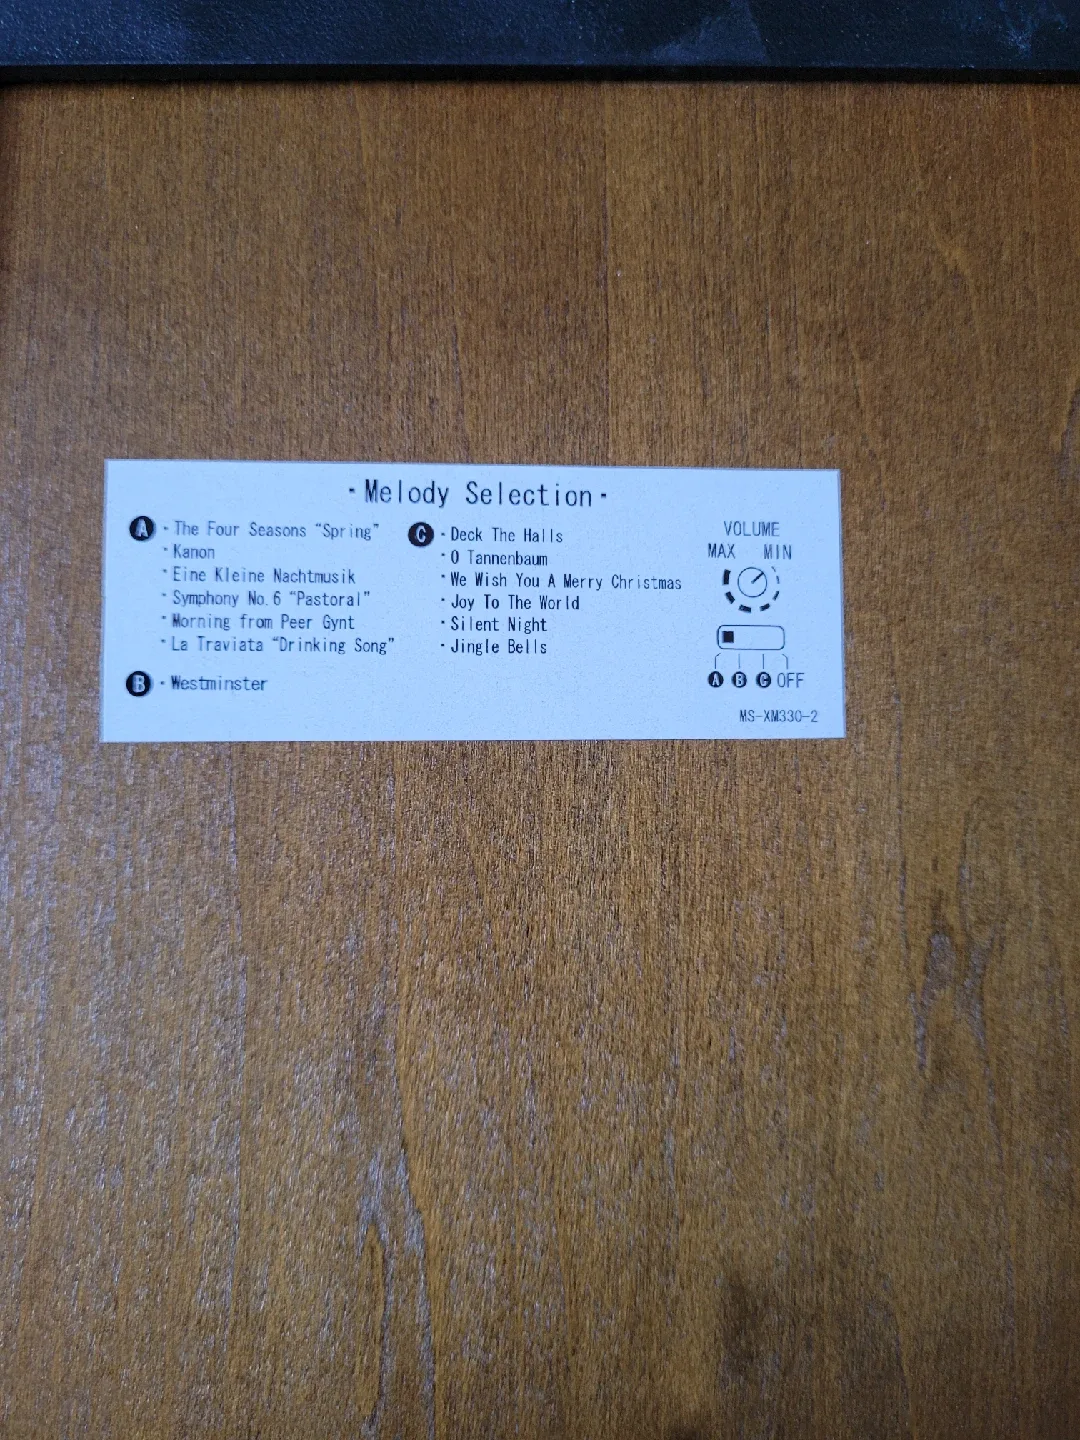 ·Melody Selection·
A ·The Four Seasons “Spring”
·Kanon
·Eine Kleine Nachtmusik
·Symphony No.6 “Pastoral”
·Morning from Peer Gynt
·La Traviata “Drinking Song”
B ·Westminster
C ·Deck The Halls
·O Tannenbaum
·We Wish You A Merry Christmas
·Joy To The World
·Silent Night
·Jingle Bells
VOLUME
MAX MIN
A B C OFF
MS-XM330-2